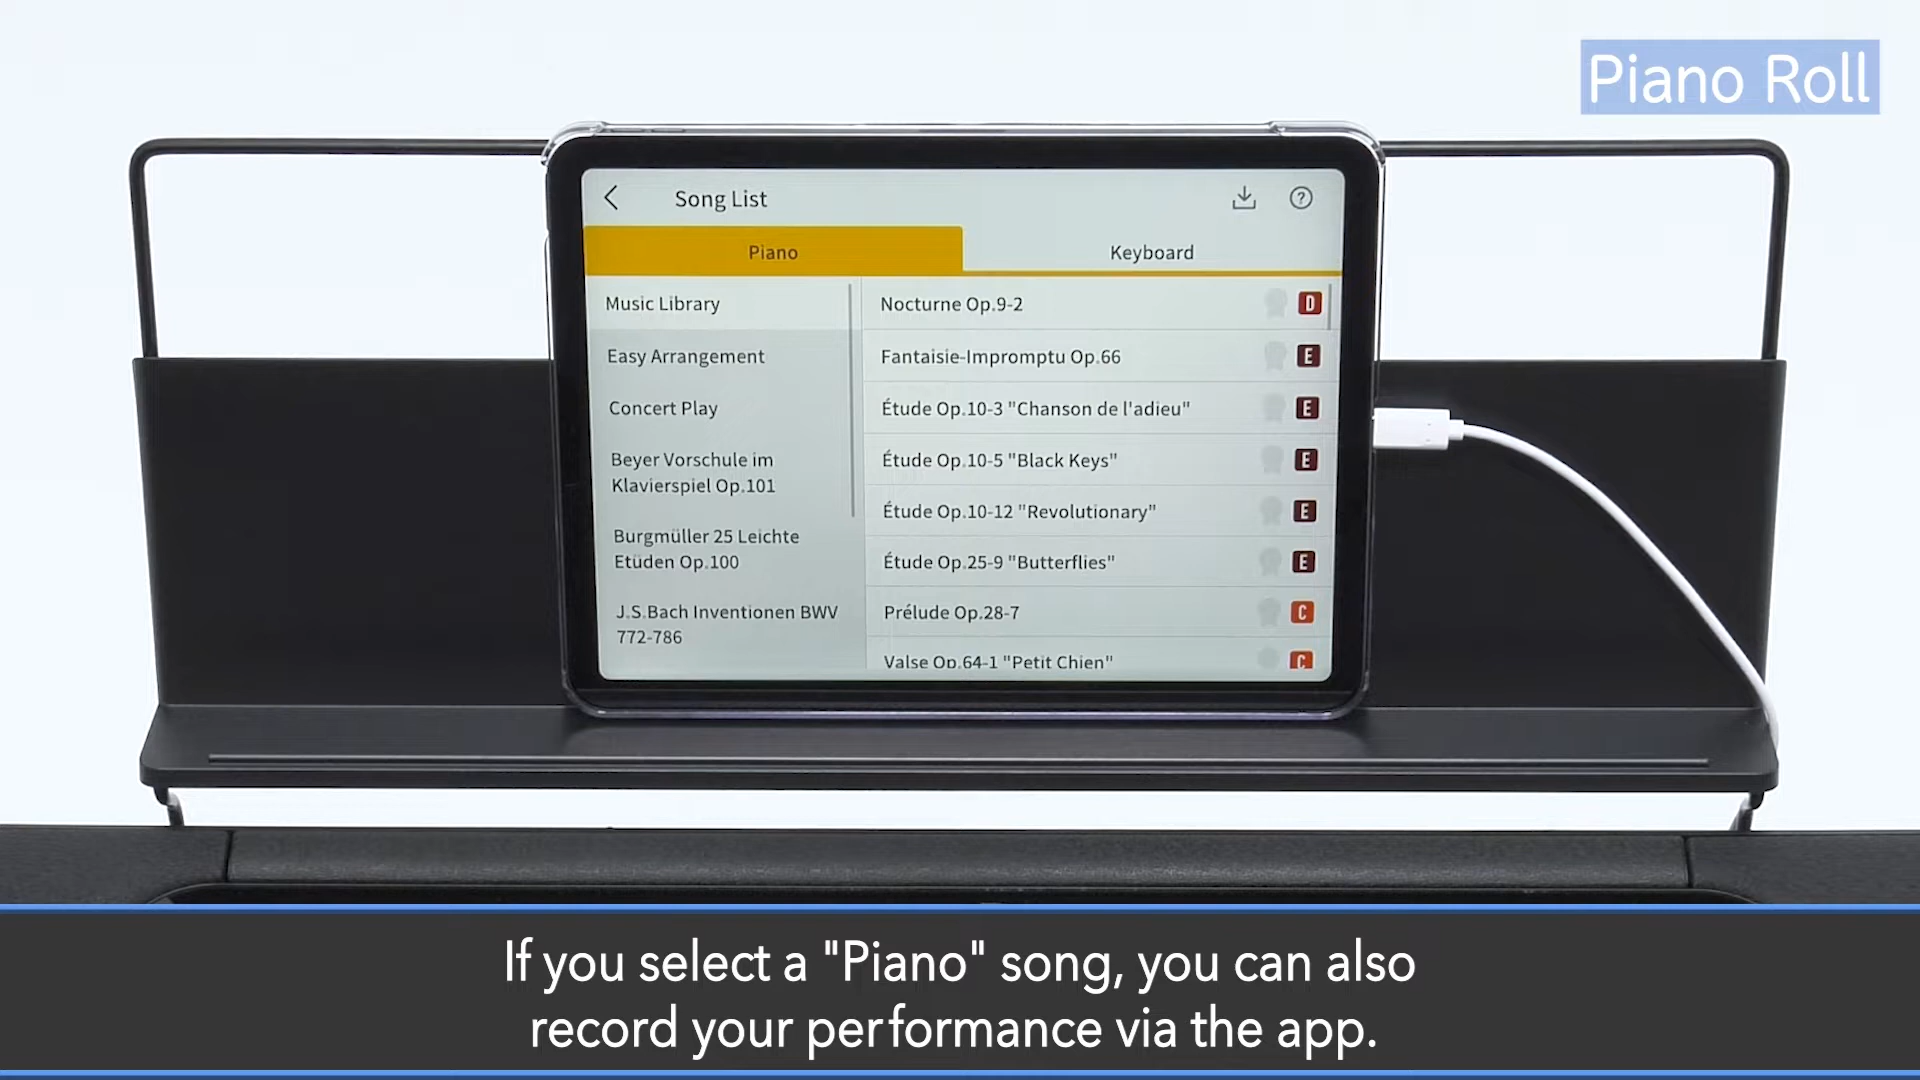 Piano Roll
Song List
Piano
Keyboard
Music Library
Easy Arrangement
Concert Play
Beyer Vorschule im
Klavierspiel Op.101
Burgmüller 25 Leichte
Etüden Op.100
J.S.Bach Inventionen BWV
772-786
Nocturne Op.9-2 D
Fantaisie-Impromptu Op.66 E
Étude Op.10-3 "Chanson de l'adieu" E
Étude Op.10-5 "Black Keys" E
Étude Op.10-12 "Revolutionary" E
Étude Op.25-9 "Butterflies" E
Prélude Op.28-7 C
Valse Op.64-1 "Petit Chien" C
If you select a "Piano" song, you can also
record your performance via the app.